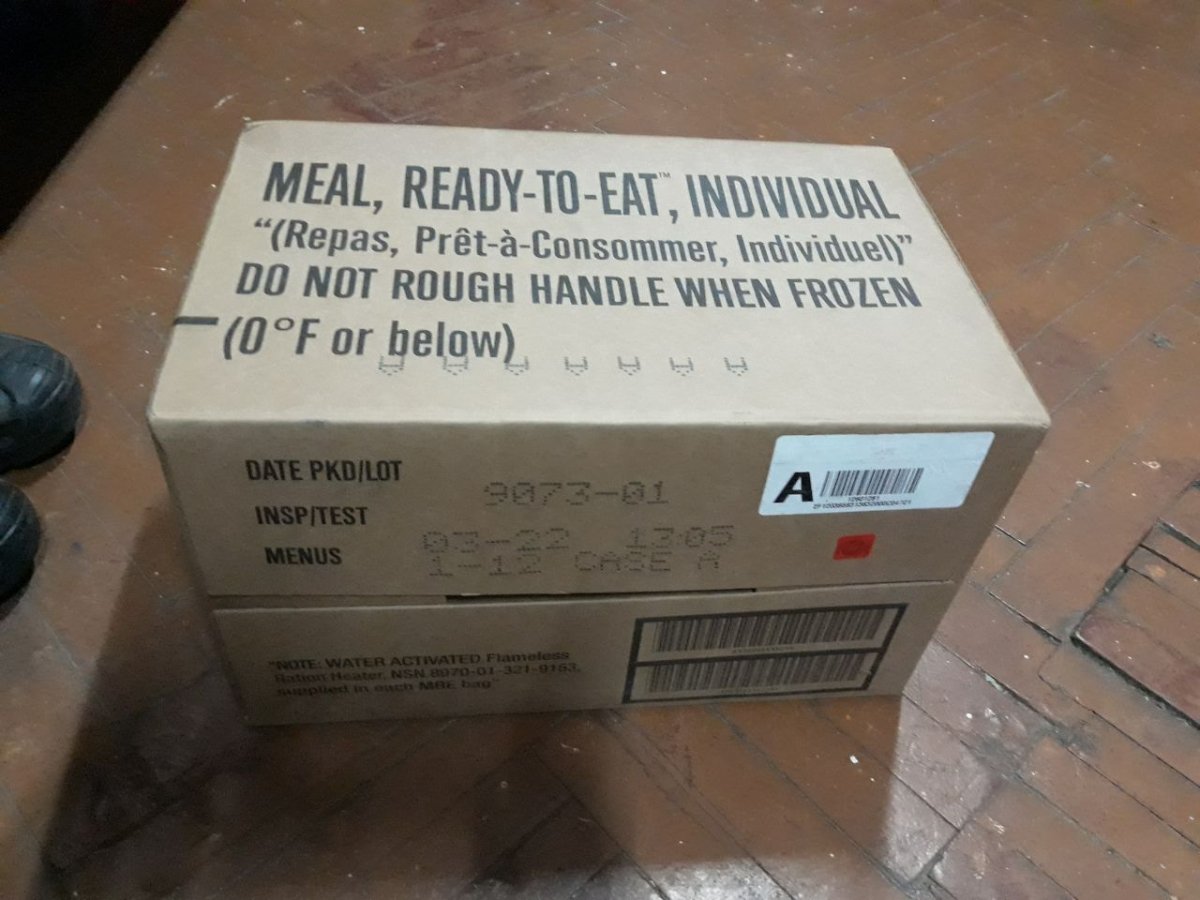 MEAL, READY-TO-EAT™, INDIVIDUAL
“(Repas, Prêt-à-Consommer, Individuel)”
DO NOT ROUGH HANDLE WHEN FROZEN
(0°F or below)
DATE PKD/LOT 9073-01
INSP/TEST 03-22 13:05
MENUS 1-12 CASE A
A
"NOTE: WATER ACTIVATED Flameless
Ration Heater, NSN 8970-01-321-9153,
supplied in each MRE bag"